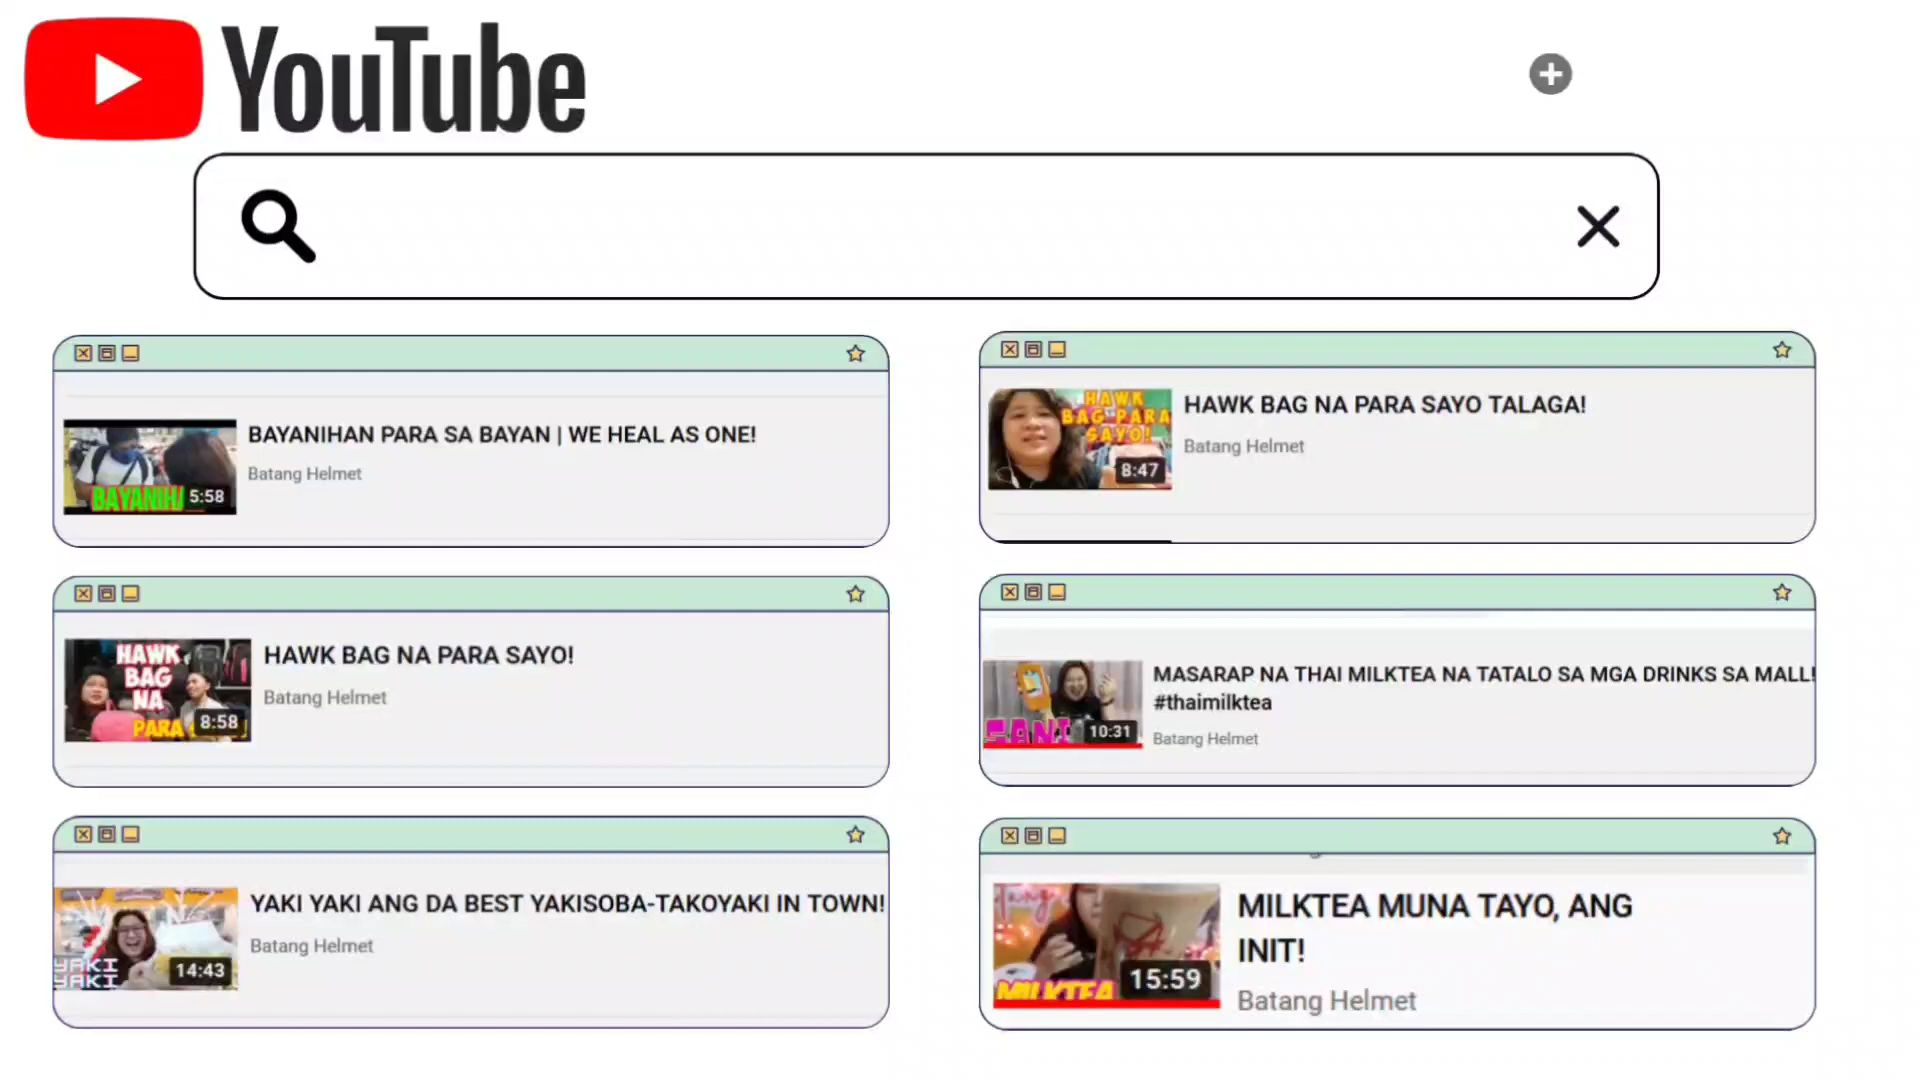 YouTube
BAYANIHAN PARA SA BAYAN | WE HEAL AS ONE!
Batang Helmet
5:58
HAWK
BAG PARA
SAYO!
8:47
HAWK BAG NA PARA SAYO TALAGA!
Batang Helmet
HAWK
BAG
NA
PARA
8:58
HAWK BAG NA PARA SAYO!
Batang Helmet
10:31
MASARAP NA THAI MILKTEA NA TATALO SA MGA DRINKS SA MALL!
#thaimilktea
Batang Helmet
YAKI
YAKI
14:43
YAKI YAKI ANG DA BEST YAKISOBA-TAKOYAKI IN TOWN!
Batang Helmet
MILKTEA
15:59
MILKTEA MUNA TAYO, ANG
INIT!
Batang Helmet